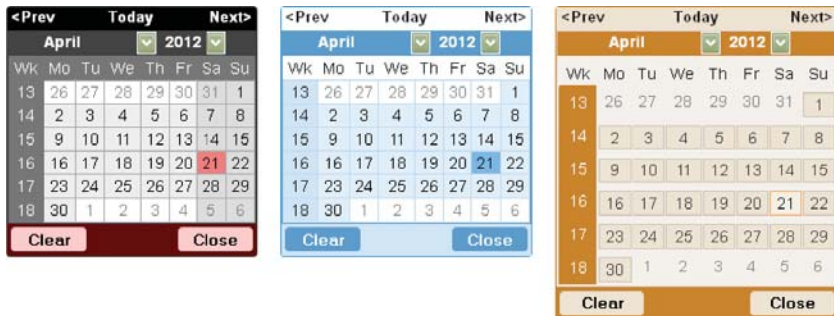 <Prev Today Next>
April 2012
Wk Mo Tu We Th Fr Sa Su
13 26 27 28 29 30 31 1
14 2 3 4 5 6 7 8
15 9 10 11 12 13 14 15
16 16 17 18 19 20 21 22
17 23 24 25 26 27 28 29
18 30 1 2 3 4 5 6
Clear Close
<Prev Today Next>
April 2012
Wk Mo Tu We Th Fr Sa Su
13 26 27 28 29 30 31 1
14 2 3 4 5 6 7 8
15 9 10 11 12 13 14 15
16 16 17 18 19 20 21 22
17 23 24 25 26 27 28 29
18 30 1 2 3 4 5 6
Clear Close
<Prev Today Next>
April 2012
Wk Mo Tu We Th Fr Sa Su
13 26 27 28 29 30 31 1
14 2 3 4 5 6 7 8
15 9 10 11 12 13 14 15
16 16 17 18 19 20 21 22
17 23 24 25 26 27 28 29
18 30 1 2 3 4 5 6
Clear Close